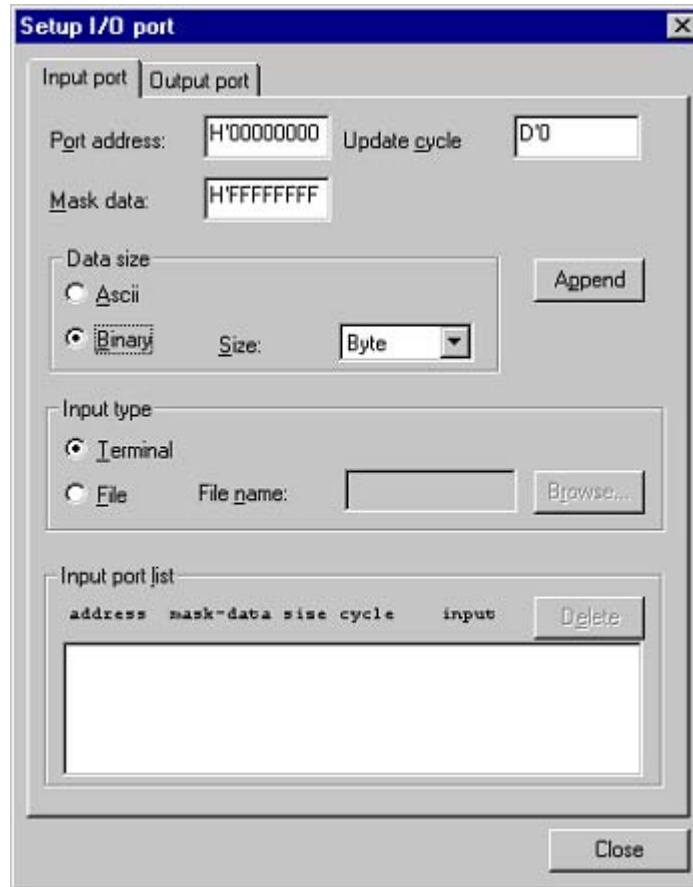 Setup I/O port
Input port Output port
Port address: H'00000000 Update cycle D'0
Mask data: H'FFFFFFFF
Data size
Ascii
Append
Binary Size: Byte
Input type
Terminal
File File name: Browse...
Input port list
address mask-data size cycle input Delete
Close